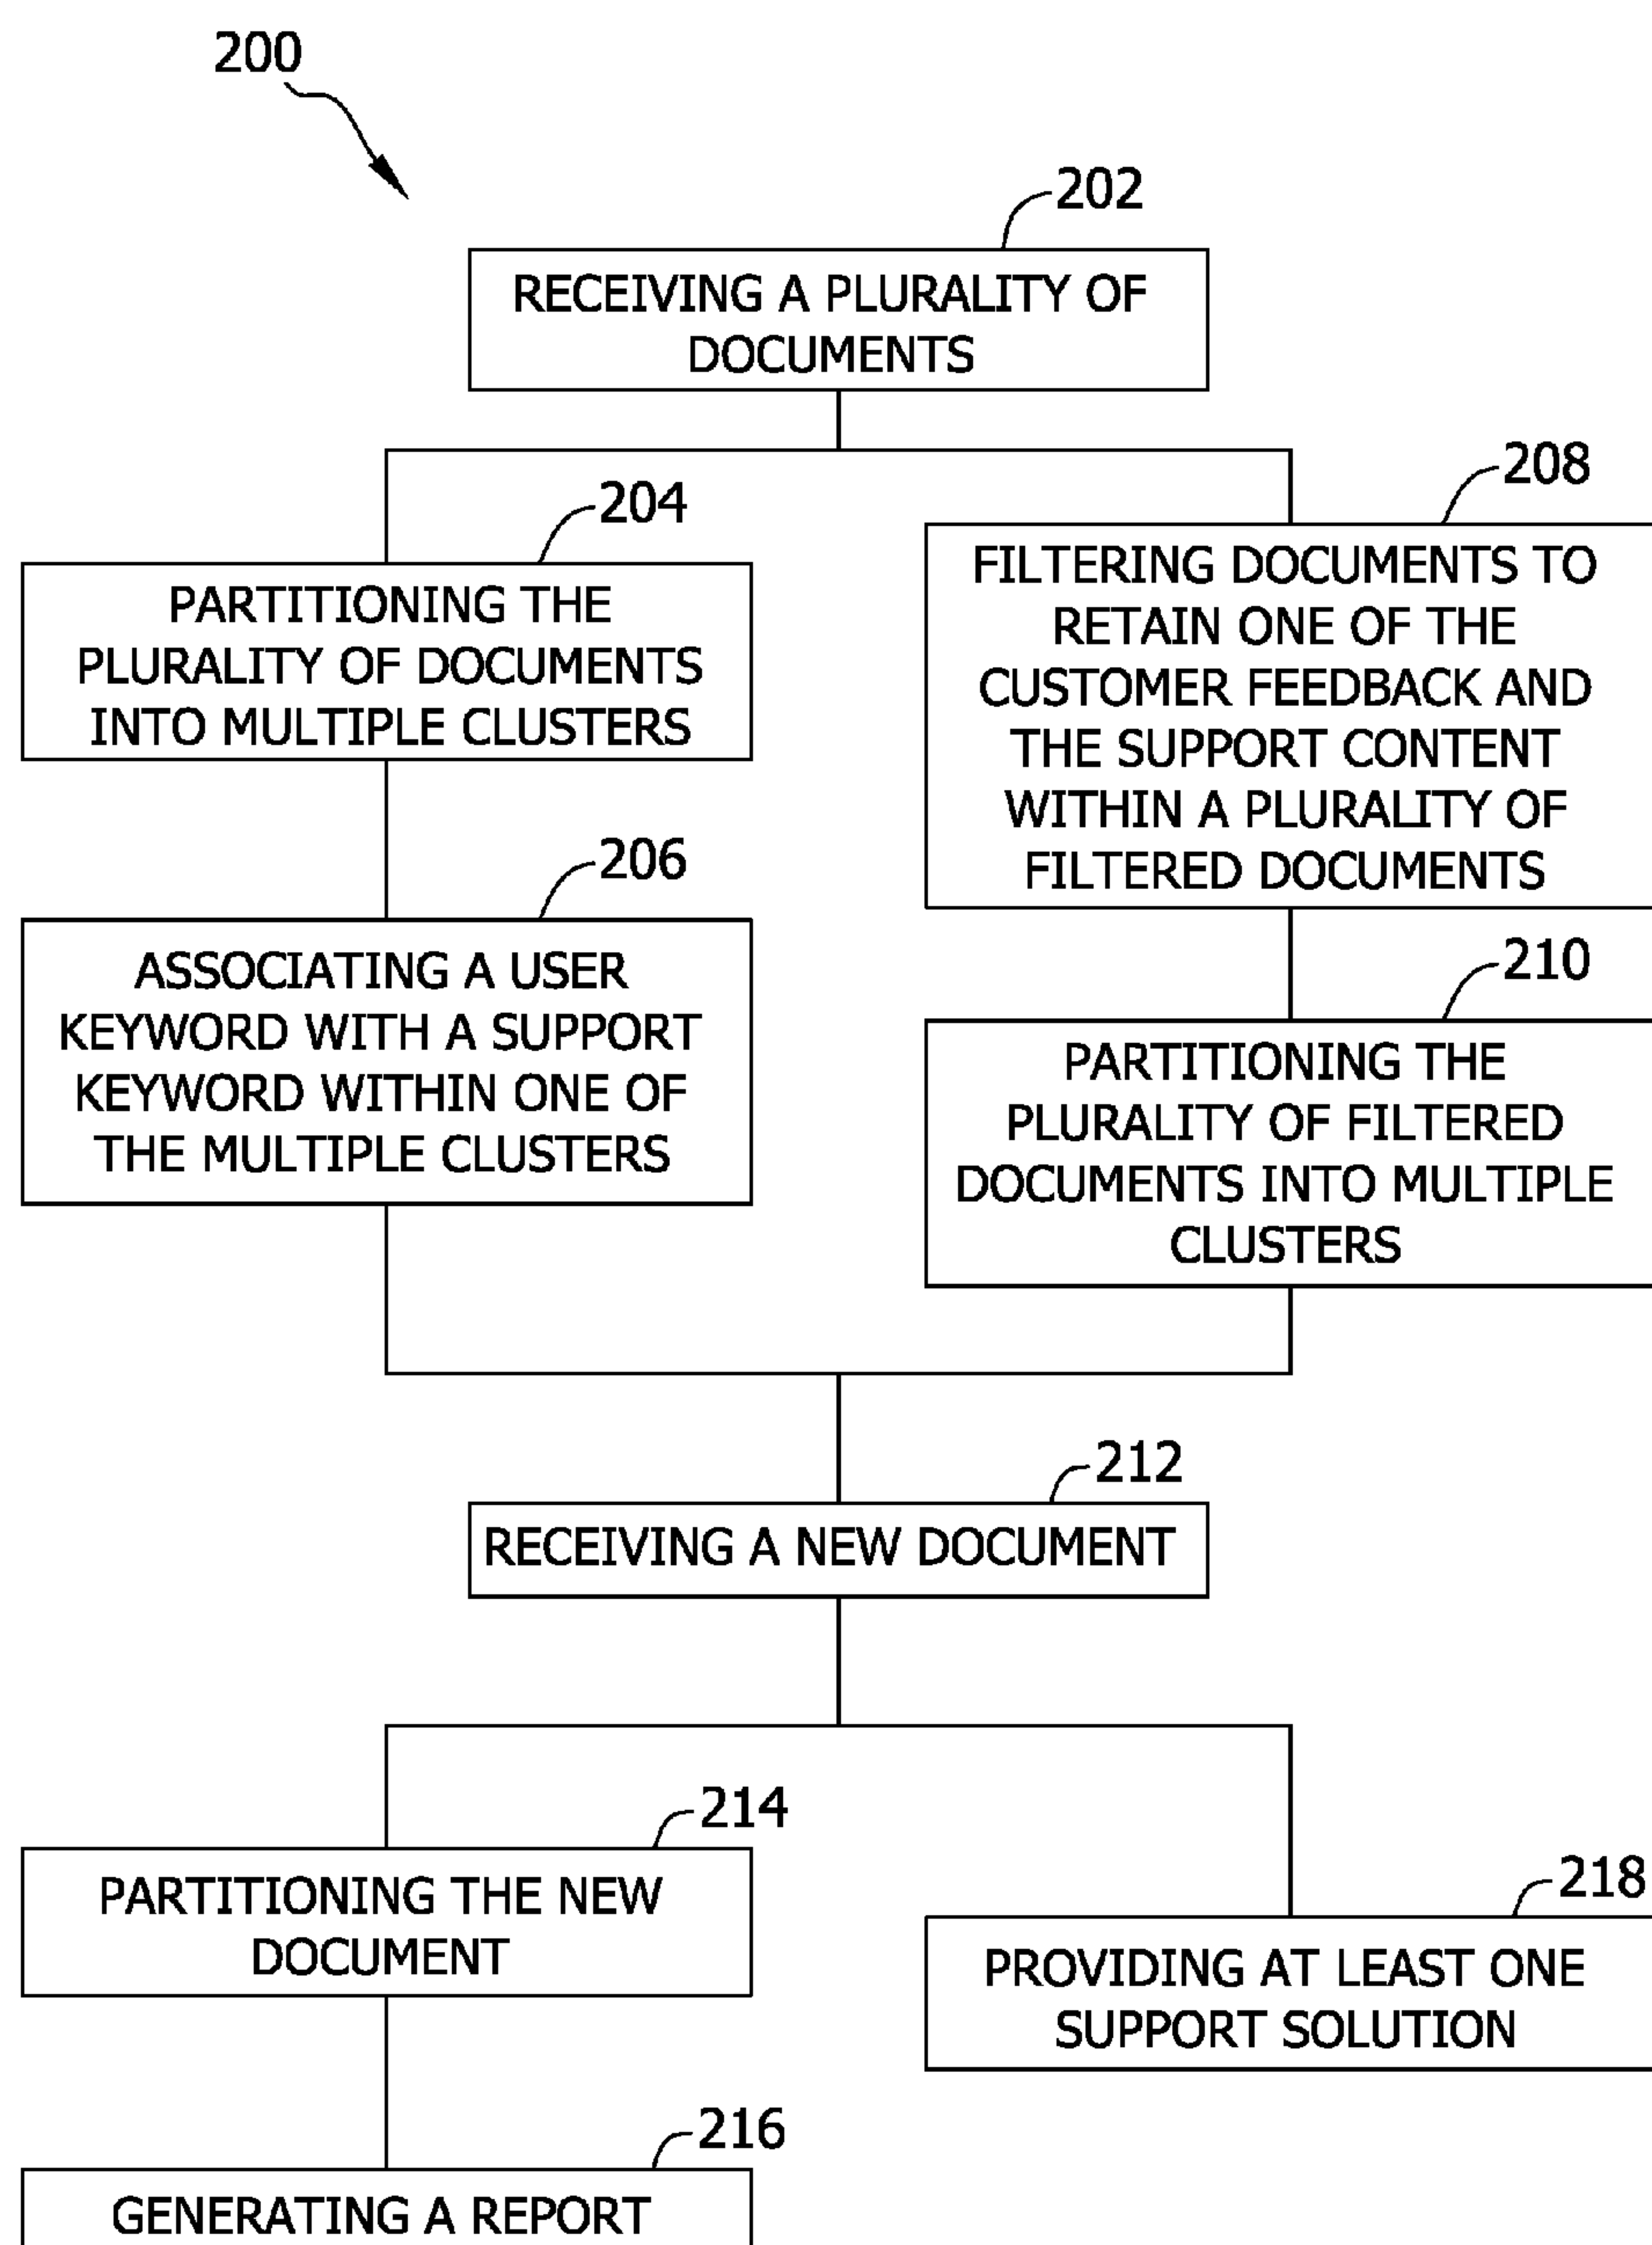 200
202
RECEIVING A PLURALITY OF
DOCUMENTS
204
PARTITIONING THE
PLURALITY OF DOCUMENTS
INTO MULTIPLE CLUSTERS
206
ASSOCIATING A USER
KEYWORD WITH A SUPPORT
KEYWORD WITHIN ONE OF
THE MULTIPLE CLUSTERS
208
FILTERING DOCUMENTS TO
RETAIN ONE OF THE
CUSTOMER FEEDBACK AND
THE SUPPORT CONTENT
WITHIN A PLURALITY OF
FILTERED DOCUMENTS
210
PARTITIONING THE
PLURALITY OF FILTERED
DOCUMENTS INTO MULTIPLE
CLUSTERS
212
RECEIVING A NEW DOCUMENT
214
PARTITIONING THE NEW
DOCUMENT
216
GENERATING A REPORT
218
PROVIDING AT LEAST ONE
SUPPORT SOLUTION